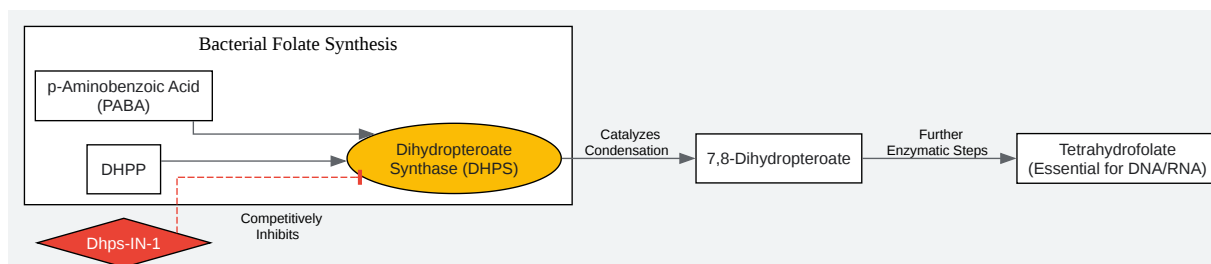 Bacterial Folate Synthesis
p-Aminobenzoic Acid
(PABA)
DHPP
Dihydropteroate
Synthase (DHPS)
Catalyzes
Condensation
7,8-Dihydropteroate
Further
Enzymatic Steps
Tetrahydrofolate
(Essential for DNA/RNA)
Competitively
Inhibits
Dhps-IN-1